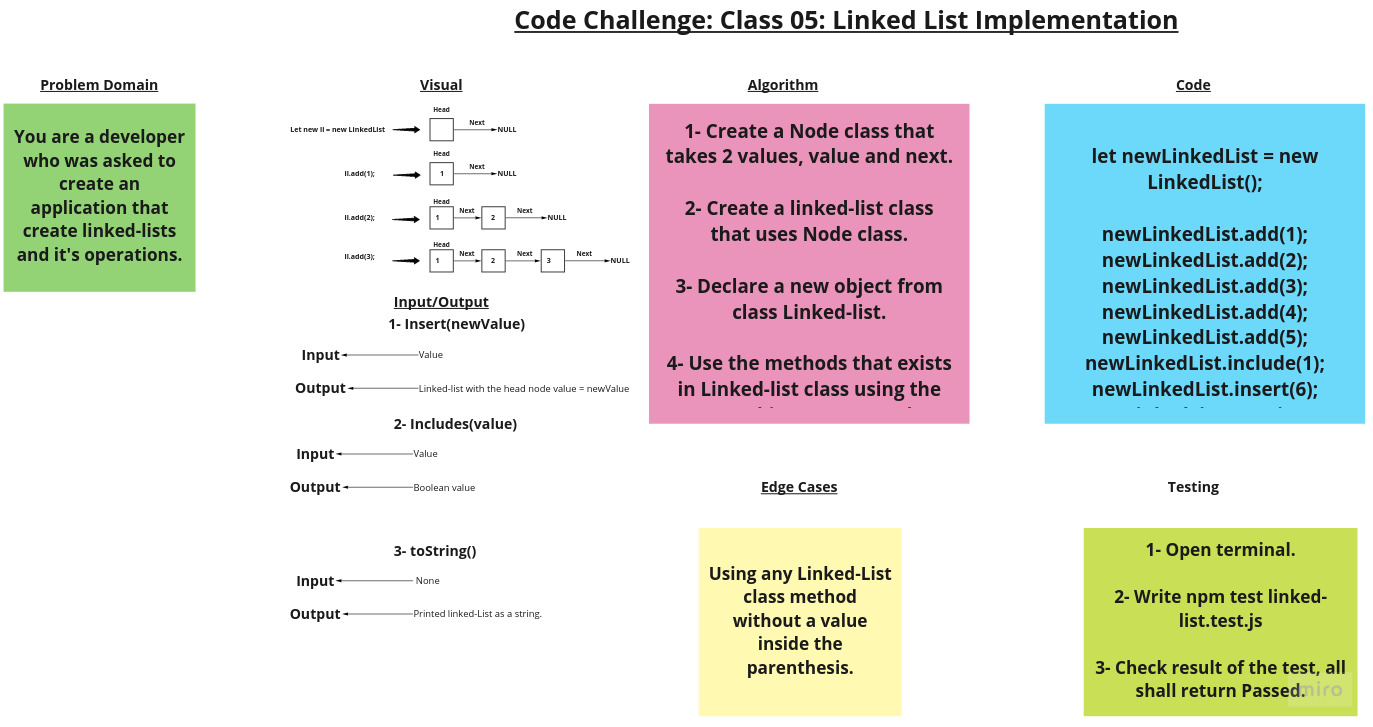 Code Challenge: Class 05: Linked List Implementation
Problem Domain
You are a developer
who was asked to
create an
application that
create linked-lists
and it's operations.
Visual
Head
Let new ll = new LinkedList
Next
NULL
Head
ll.add(1);
1
Next
NULL
Head
ll.add(2);
1
Next
2
Next
NULL
Head
ll.add(3);
1
Next
2
Next
3
Next
NULL
Input/Output
1- Insert(newValue)
Input
Value
Output
Linked-list with the head node value = newValue
2- Includes(value)
Input
Value
Output
Boolean value
3- toString()
Input
None
Output
Printed linked-List as a string.
Algorithm
1- Create a Node class that
takes 2 values, value and next.
2- Create a linked-list class
that uses Node class.
3- Declare a new object from
class Linked-list.
4- Use the methods that exists
in Linked-list class using the
Code
let newLinkedList = new
LinkedList();
newLinkedList.add(1);
newLinkedList.add(2);
newLinkedList.add(3);
newLinkedList.add(4);
newLinkedList.add(5);
newLinkedList.include(1);
newLinkedList.insert(6);
Edge Cases
Using any Linked-List
class method
without a value
inside the
parenthesis.
Testing
1- Open terminal.
2- Write npm test linked-
list.test.js
3- Check result of the test, all
shall return Passed.
miro